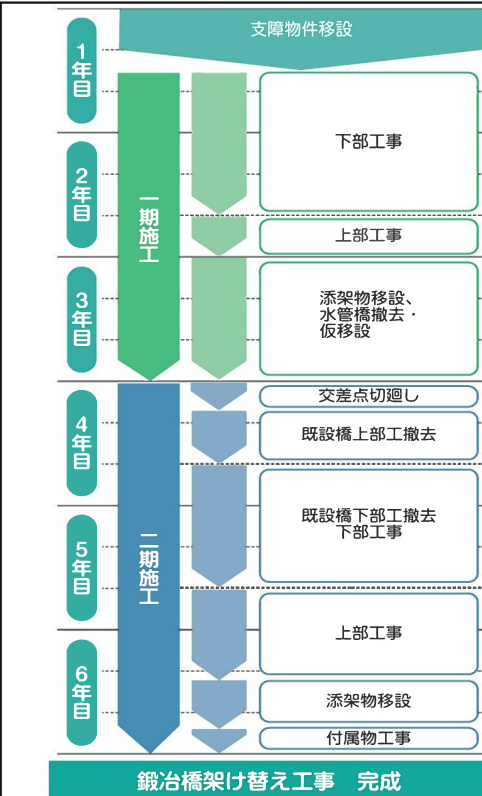 支障物件移設
1年目
2年目
3年目
4年目
5年目
6年目
一期施工
二期施工
下部工事
上部工事
添架物移設、
水管橋撤去・
仮移設
交差点切廻し
既設橋上部工撤去
既設橋下部工撤去
下部工事
上部工事
添架物移設
付属物工事
鍛冶橋架け替え工事　完成